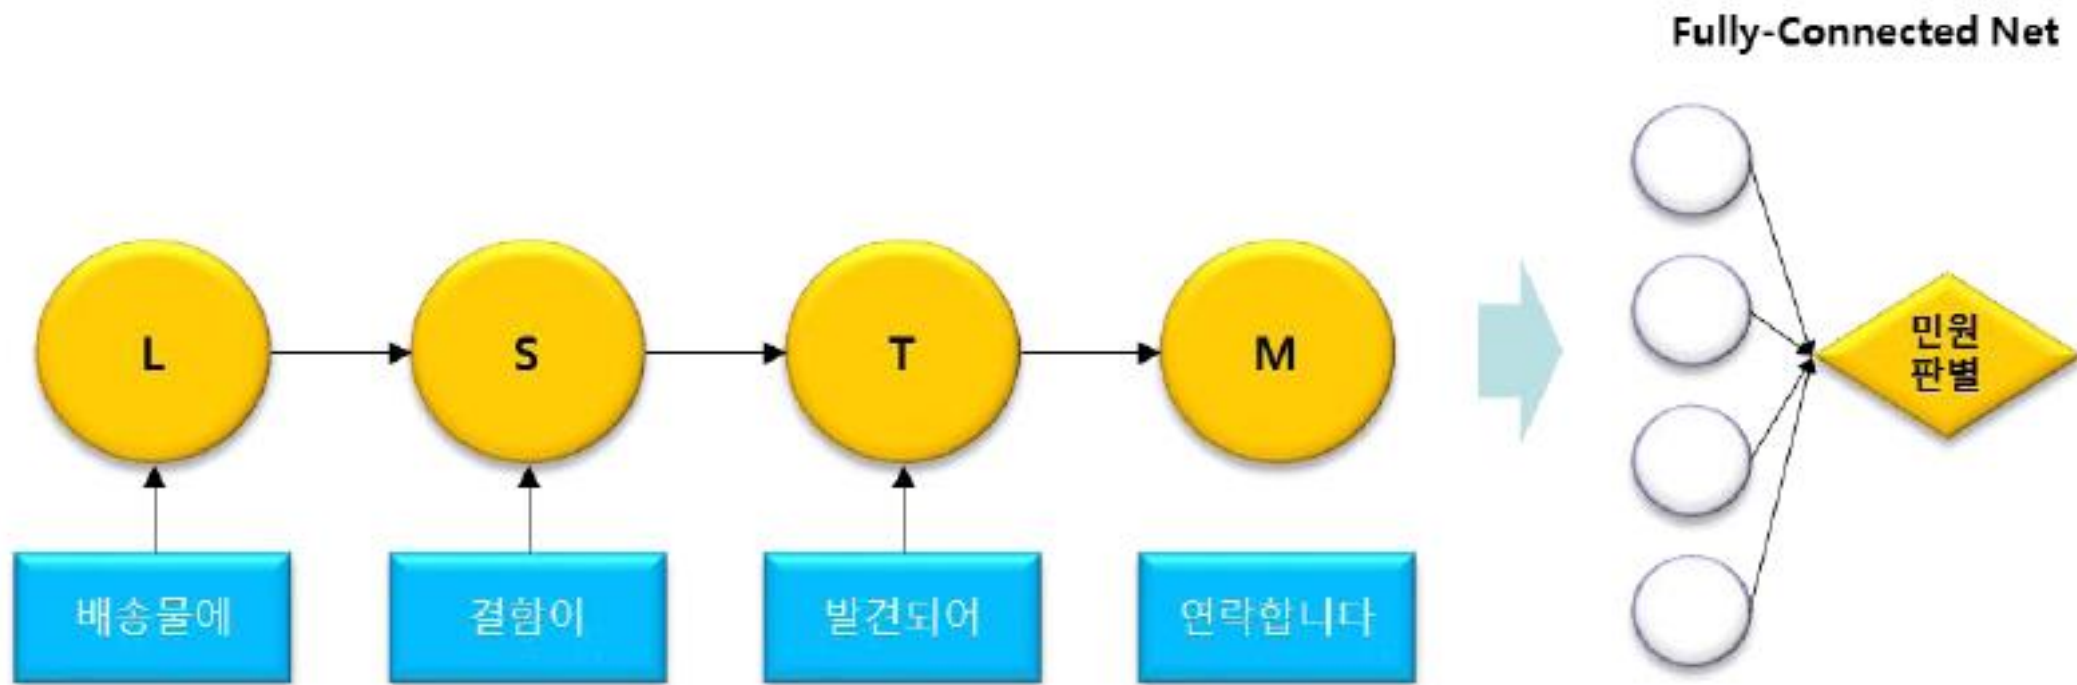 Fully-Connected Net
L
S
T
M
민원
판별
배송물에
결함이
발견되어
연락합니다